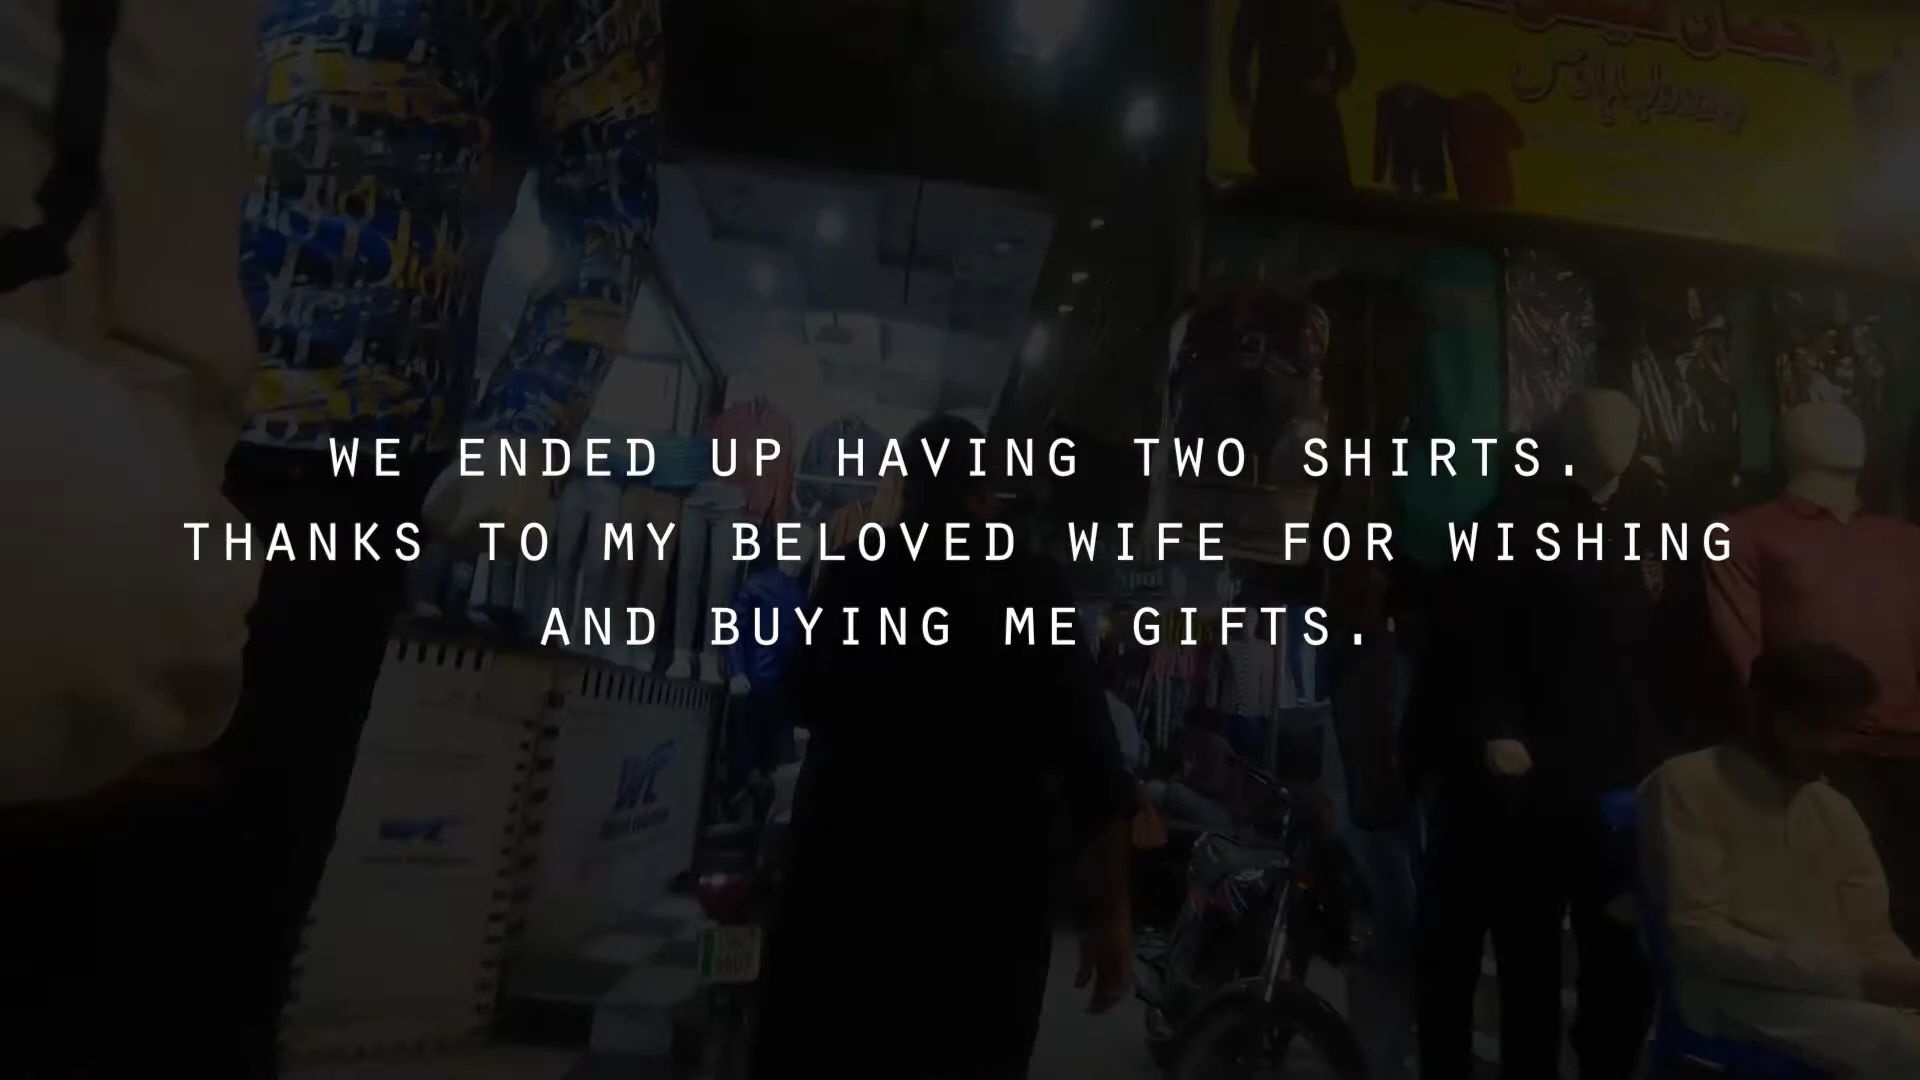 WE ENDED UP HAVING TWO SHIRTS.
THANKS TO MY BELOVED WIFE FOR WISHING
AND BUYING ME GIFTS.